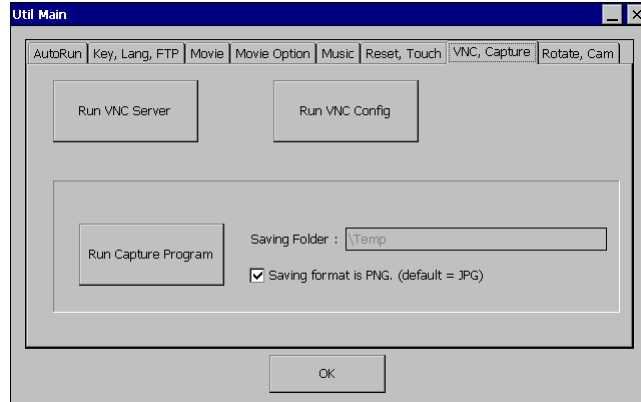 Util Main
AutoRun Key, Lang, FTP Movie Movie Option Music Reset, Touch VNC, Capture Rotate, Cam
Run VNC Server Run VNC Config
Saving Folder : \Temp
Run Capture Program
Saving format is PNG. (default = JPG)
OK